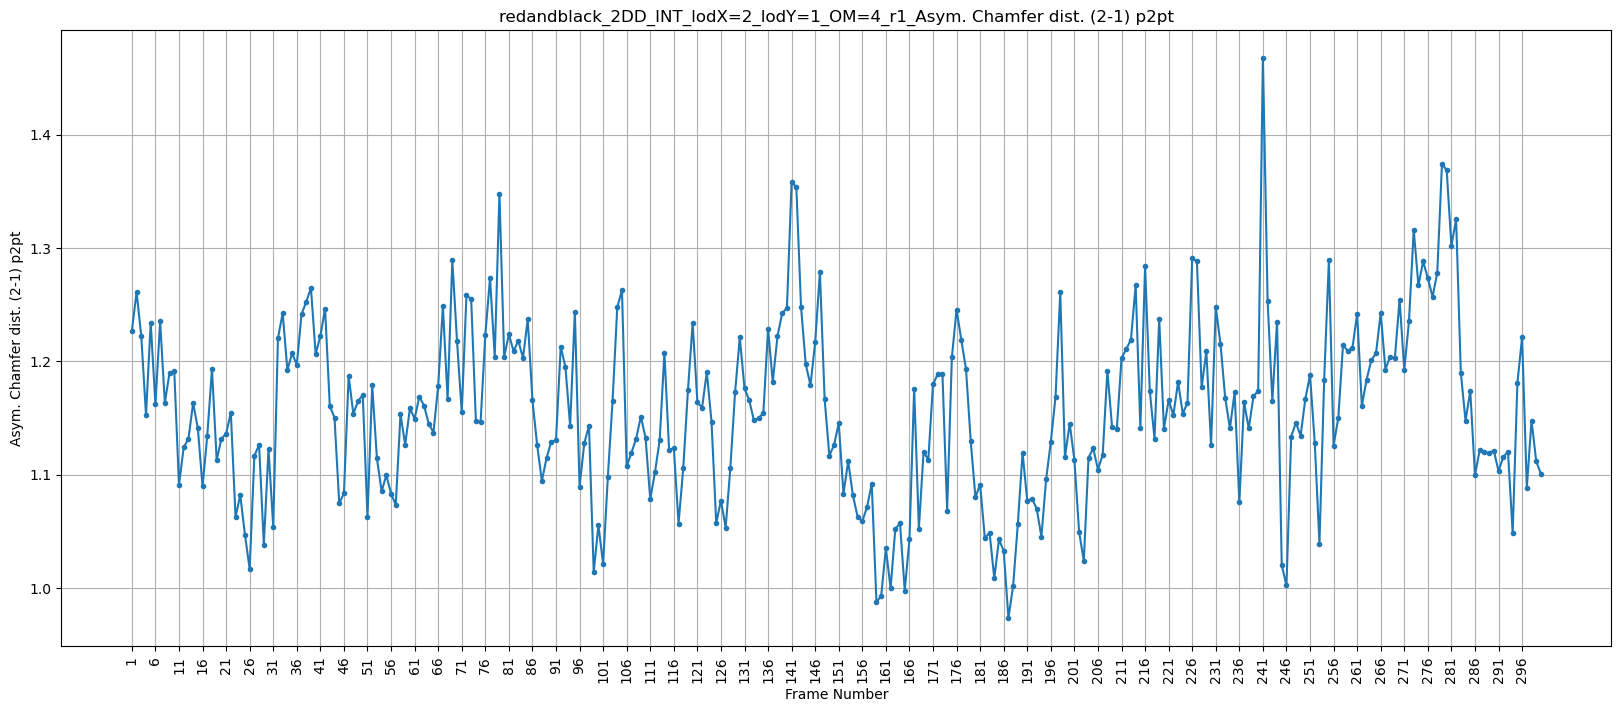 redandblack_2DD_INT_lodX=2_lodY=1_OM=4_r1_Asym. Chamfer dist. (2-1) p2pt
Asym. Chamfer dist. (2-1) p2pt
1.4
1.3
1.2
1.1
1.0
1 6 11 16 21 26 31 36 41 46 51 56 61 66 71 76 81 86 91 96 101 106 111 116 121 126 131 136 141 146 151 156 161 166 171 176 181 186 191 196 201 206 211 216 221 226 231 236 241 246 251 256 261 266 271 276 281 286 291 296
Frame Number